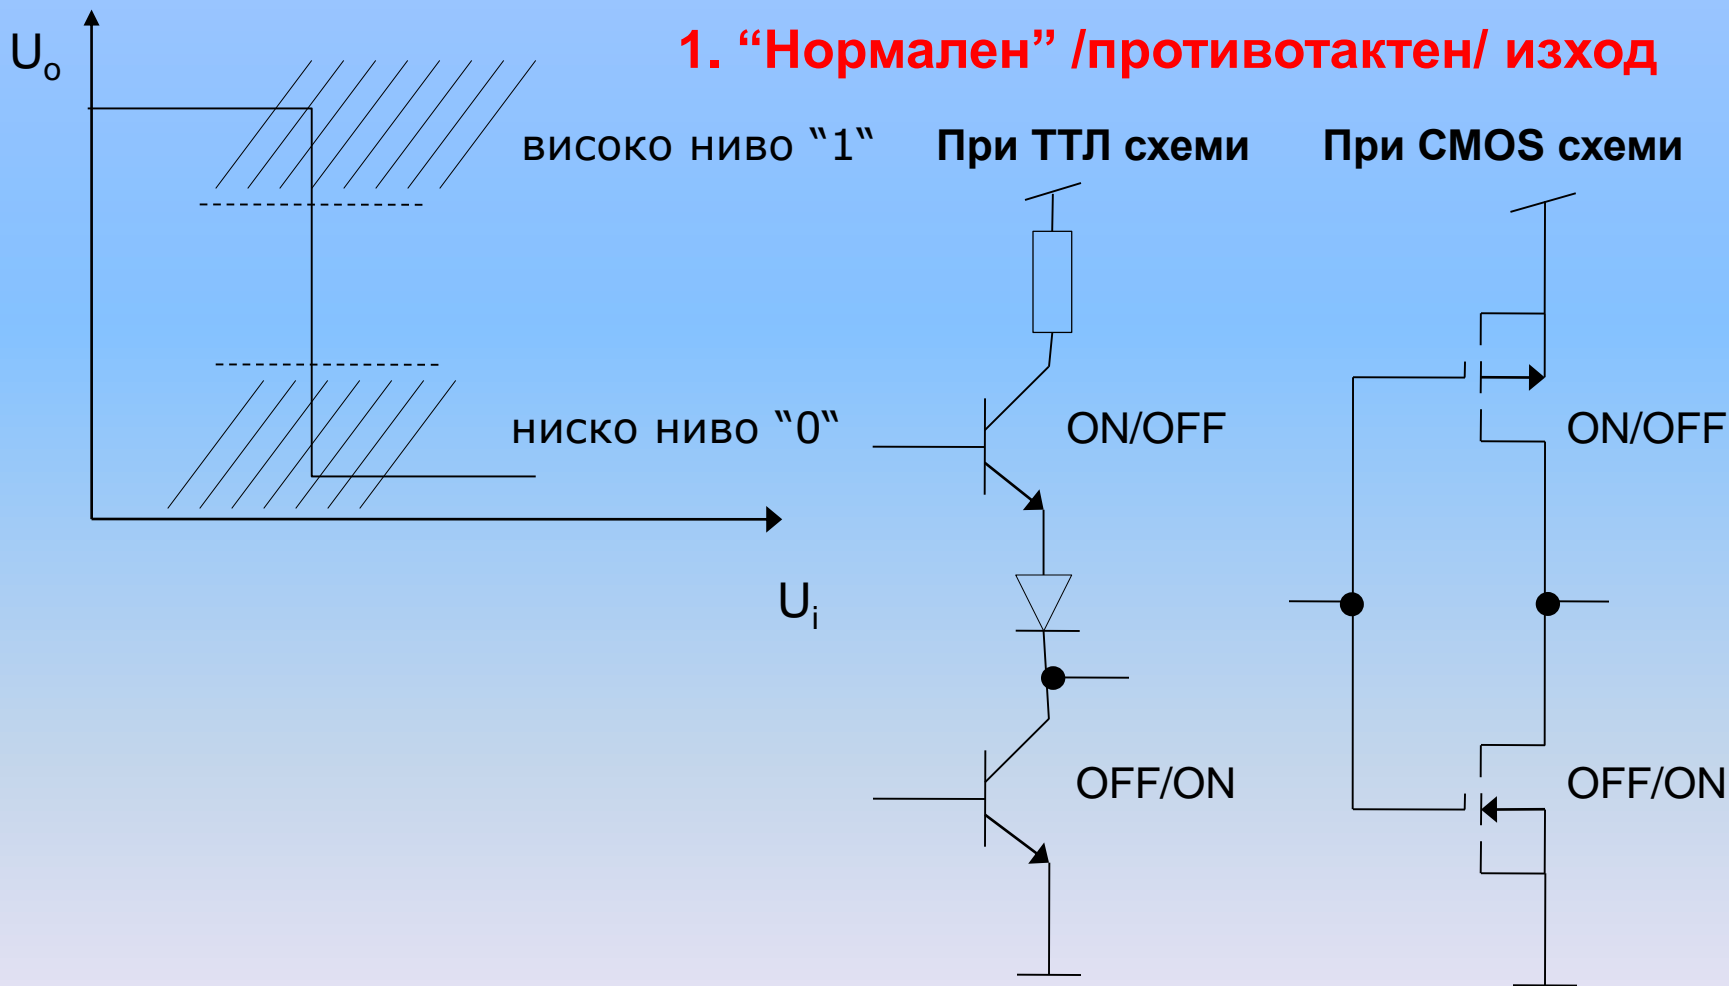 1. “Нормален” /противотактен/ изход
Uo
високо ниво “1“
При ТТЛ схеми
При CMOS схеми
ниско ниво “0“
ON/OFF
ON/OFF
Ui
OFF/ON
OFF/ON